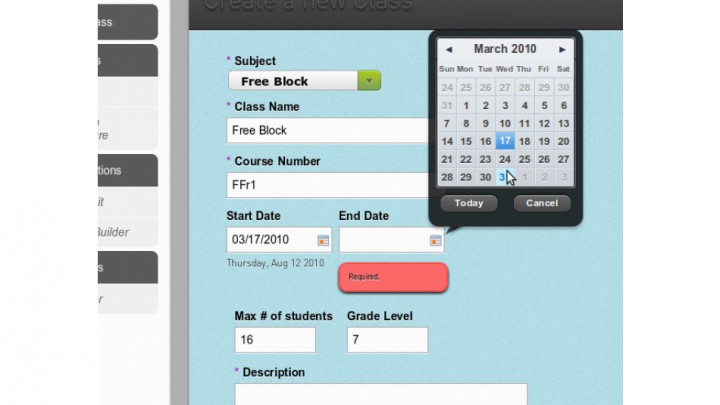 Create a new Class
ass
s
re
tions
it
Builder
s
r
* Subject
Free Block
* Class Name
Free Block
* Course Number
FFr1
Start Date End Date
03/17/2010
Thursday, Aug 12 2010
Required.
Max # of students Grade Level
16 7
* Description
March 2010
Sun Mon Tue Wed Thu Fri Sat
24 25 26 27 28 29 30
31 1 2 3 4 5 6
7 8 9 10 11 12 13
14 15 16 17 18 19 20
21 22 23 24 25 26 27
28 29 30 3 1 2 3
Today Cancel